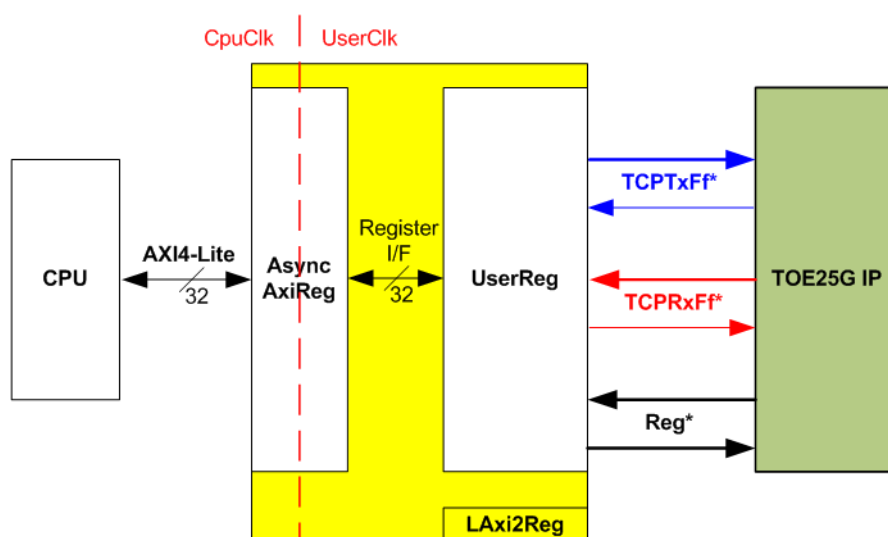 CpuClk
UserClk
CPU
AXI4-Lite
32
Async
AxiReg
Register
I/F
32
UserReg
TCPTxFf*
TCPRxFf*
Reg*
TOE25G IP
LAxi2Reg